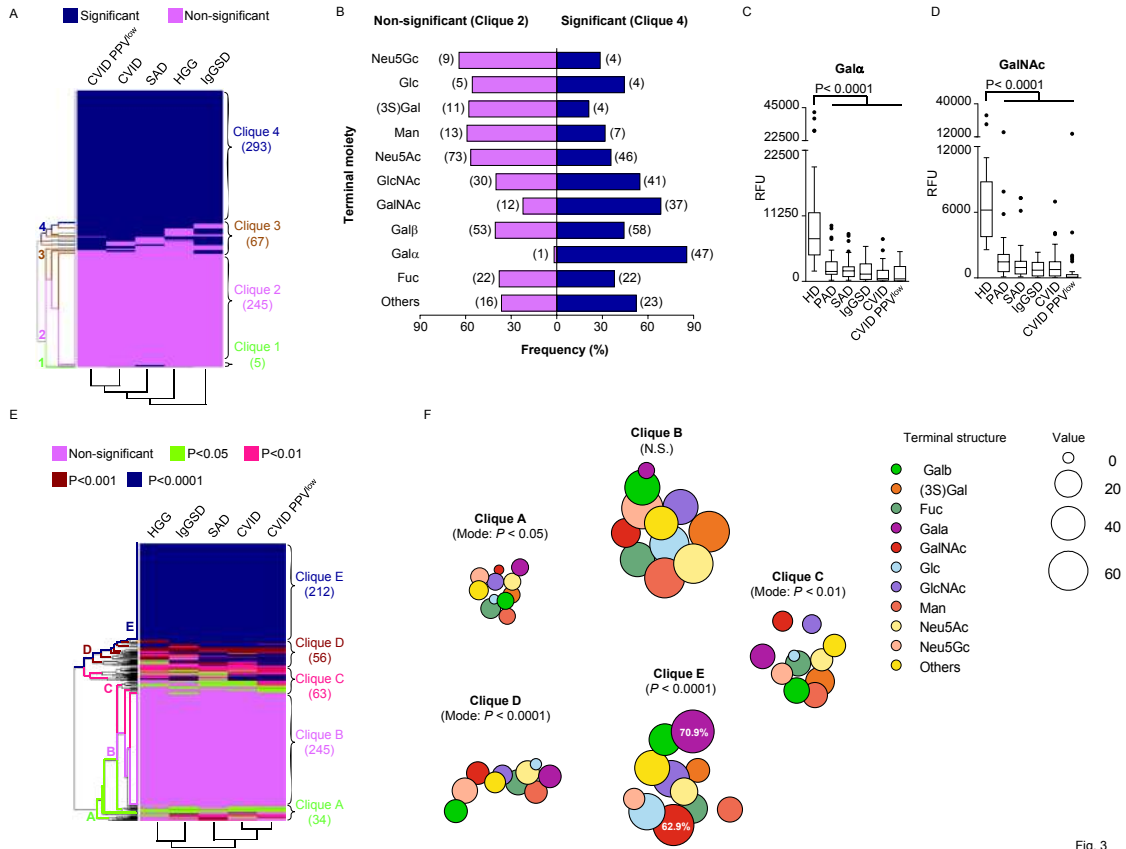 A
Significant
Non-significant
CVID PPVlow
CVID
SAD
HGG
IgGSD
Clique 4
(293)
Clique 3
(67)
Clique 2
(245)
Clique 1
(5)
4
3
2
1
B
Non-significant (Clique 2)
Significant (Clique 4)
Terminal moiety
Neu5Gc (9) (4)
Glc (5) (4)
(3S)Gal (11) (4)
Man (13) (7)
Neu5Ac (73) (46)
GlcNAc (30) (41)
GalNAc (12) (37)
Galβ (53) (58)
Galα (1) (47)
Fuc (22) (22)
Others (16) (23)
90 60 30 0 30 60 90
Frequency (%)
C
Galα
P< 0.0001
RFU
45000
22500
22500
11250
0
HD
PAD
SAD
IgGSD
CVID
CVID PPVlow
D
GalNAc
P< 0.0001
RFU
40000
12000
12000
6000
0
HD
PAD
SAD
IgGSD
CVID
CVID PPVlow
E
Non-significant
P<0.05
P<0.01
P<0.001
P<0.0001
HGG
IgGSD
SAD
CVID
CVID PPVlow
Clique E
(212)
Clique D
(56)
Clique C
(63)
Clique B
(245)
Clique A
(34)
E
D
C
B
A
F
Clique B
(N.S.)
Clique A
(Mode: P < 0.05)
Clique C
(Mode: P < 0.01)
Clique D
(Mode: P < 0.0001)
Clique E
(P < 0.0001)
70.9%
62.9%
Terminal structure
Galb
(3S)Gal
Fuc
Gala
GalNAc
Glc
GlcNAc
Man
Neu5Ac
Neu5Gc
Others
Value
0
20
40
60
Fig. 3